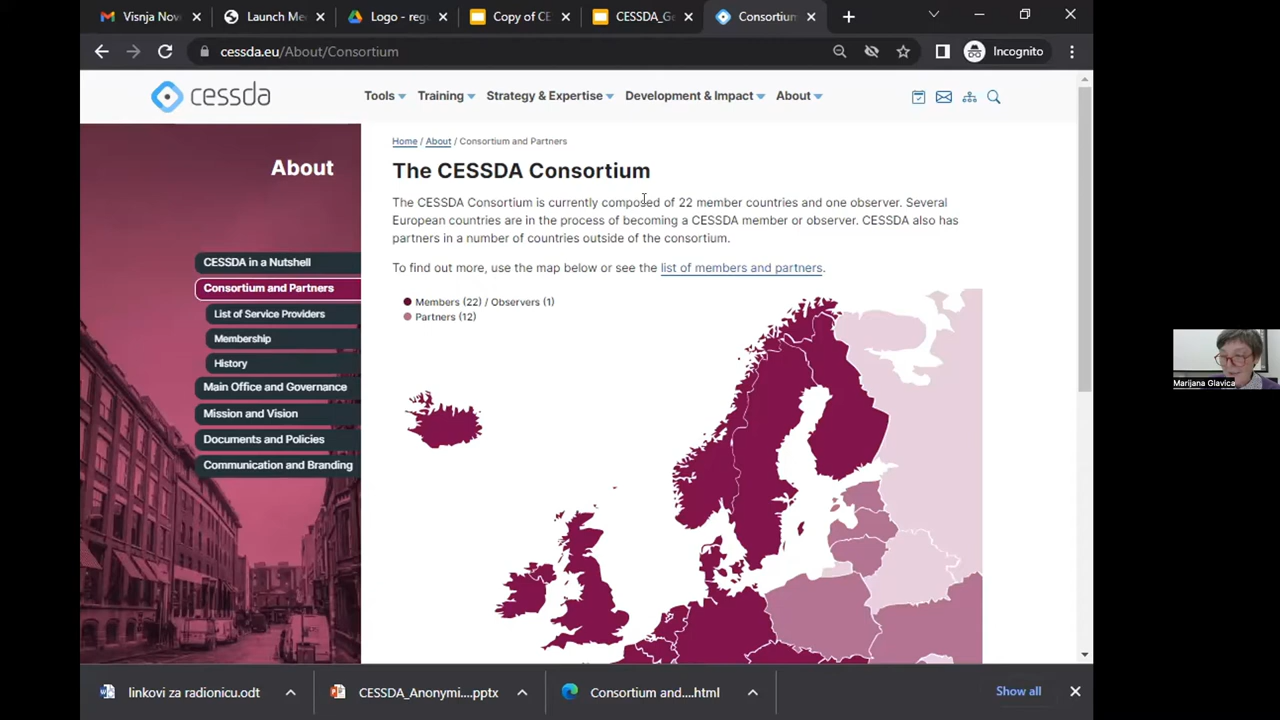 Visnja Nov
Launch Me
Logo - reg
Copy of CE
CESSDA_Ge
Consortium
cessda.eu/About/Consortium
Incognito
cessda
Tools
Training
Strategy & Expertise
Development & Impact
About
About
CESSDA in a Nutshell
Consortium and Partners
List of Service Providers
Membership
History
Main Office and Governance
Mission and Vision
Documents and Policies
Communication and Branding
Home / About / Consortium and Partners
The CESSDA Consortium
The CESSDA Consortium is currently composed of 22 member countries and one observer. Several
European countries are in the process of becoming a CESSDA member or observer. CESSDA also has
partners in a number of countries outside of the consortium.
To find out more, use the map below or see the list of members and partners.
Members (22) / Observers (1)
Partners (12)
Marijana Glavica
linkovi za radionicu.odt
CESSDA_Anonymi....pptx
Consortium and....html
Show all